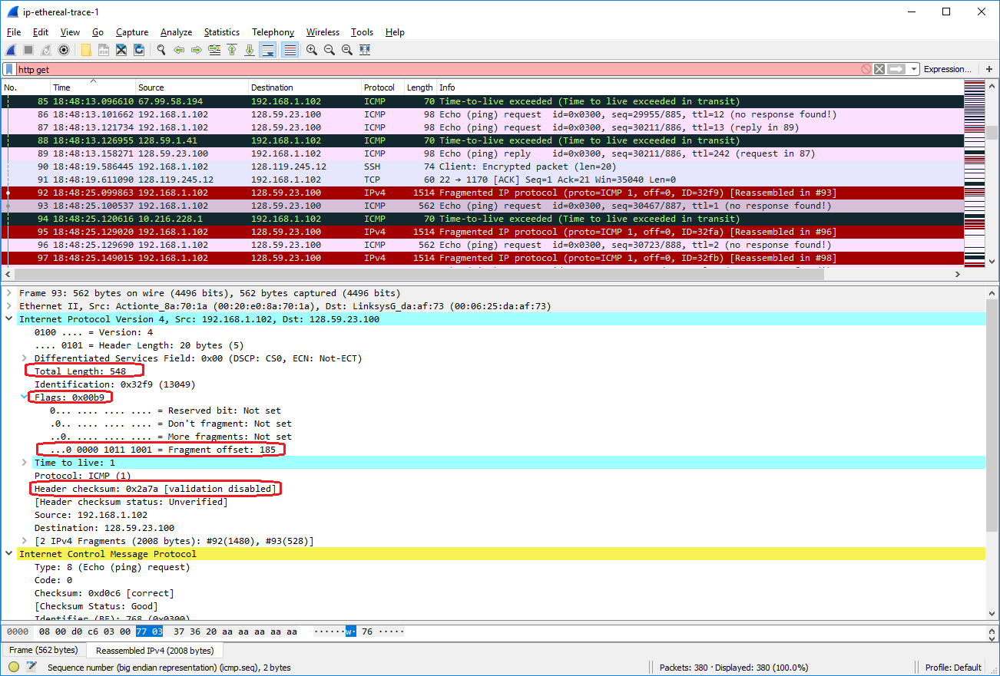 ip-ethereal-trace-1
File Edit View Go Capture Analyze Statistics Telephony Wireless Tools Help
http get Expression... +
No. Time Source Destination Protocol Length Info
85 18:48:13.096610 67.99.58.194 192.168.1.102 ICMP 70 Time-to-live exceeded (Time to live exceeded in transit)
86 18:48:13.101662 192.168.1.102 128.59.23.100 ICMP 98 Echo (ping) request id=0x0300, seq=29955/885, ttl=12 (no response found!)
87 18:48:13.121734 192.168.1.102 128.59.23.100 ICMP 98 Echo (ping) request id=0x0300, seq=30211/886, ttl=13 (reply in 89)
88 18:48:13.126955 128.59.1.41 192.168.1.102 ICMP 70 Time-to-live exceeded (Time to live exceeded in transit)
89 18:48:13.158271 128.59.23.100 192.168.1.102 ICMP 98 Echo (ping) reply id=0x0300, seq=30211/886, ttl=242 (request in 87)
90 18:48:19.586445 192.168.1.102 128.119.245.12 SSH 74 Client: Encrypted packet (len=20)
91 18:48:19.611090 128.119.245.12 192.168.1.102 TCP 60 22 → 1170 [ACK] Seq=1 Ack=21 Win=35040 Len=0
92 18:48:25.099863 192.168.1.102 128.59.23.100 IPv4 1514 Fragmented IP protocol (proto=ICMP 1, off=0, ID=32f9) [Reassembled in #93]
93 18:48:25.100537 192.168.1.102 128.59.23.100 ICMP 562 Echo (ping) request id=0x0300, seq=30467/887, ttl=1 (no response found!)
94 18:48:25.120616 10.216.228.1 192.168.1.102 ICMP 70 Time-to-live exceeded (Time to live exceeded in transit)
95 18:48:25.129020 192.168.1.102 128.59.23.100 IPv4 1514 Fragmented IP protocol (proto=ICMP 1, off=0, ID=32fa) [Reassembled in #96]
96 18:48:25.129690 192.168.1.102 128.59.23.100 ICMP 562 Echo (ping) request id=0x0300, seq=30723/888, ttl=2 (no response found!)
97 18:48:25.149015 192.168.1.102 128.59.23.100 IPv4 1514 Fragmented IP protocol (proto=ICMP 1, off=0, ID=32fb) [Reassembled in #98]
Frame 93: 562 bytes on wire (4496 bits), 562 bytes captured (4496 bits)
Ethernet II, Src: Actionte_8a:70:1a (00:20:e0:8a:70:1a), Dst: LinksysG_da:af:73 (00:06:25:da:af:73)
Internet Protocol Version 4, Src: 192.168.1.102, Dst: 128.59.23.100
0100 .... = Version: 4
.... 0101 = Header Length: 20 bytes (5)
Differentiated Services Field: 0x00 (DSCP: CS0, ECN: Not-ECT)
Total Length: 548
Identification: 0x32f9 (13049)
Flags: 0x00b9
0... .... .... .... = Reserved bit: Not set
.0.. .... .... .... = Don't fragment: Not set
..0. .... .... .... = More fragments: Not set
...0 0000 1011 1001 = Fragment offset: 185
Time to live: 1
Protocol: ICMP (1)
Header checksum: 0x2a7a [validation disabled]
[Header checksum status: Unverified]
Source: 192.168.1.102
Destination: 128.59.23.100
[2 IPv4 Fragments (2008 bytes): #92(1480), #93(528)]
Internet Control Message Protocol
Type: 8 (Echo (ping) request)
Code: 0
Checksum: 0xd0c6 [correct]
[Checksum Status: Good]
Identifier (BE): 768 (0x0300)
0000 08 00 d0 c6 03 00 77 03 37 36 20 aa aa aa aa aa ······w· 76 ·····
Frame (562 bytes) Reassembled IPv4 (2008 bytes)
Sequence number (big endian representation) (icmp.seq), 2 bytes Packets: 380 · Displayed: 380 (100.0%) Profile: Default